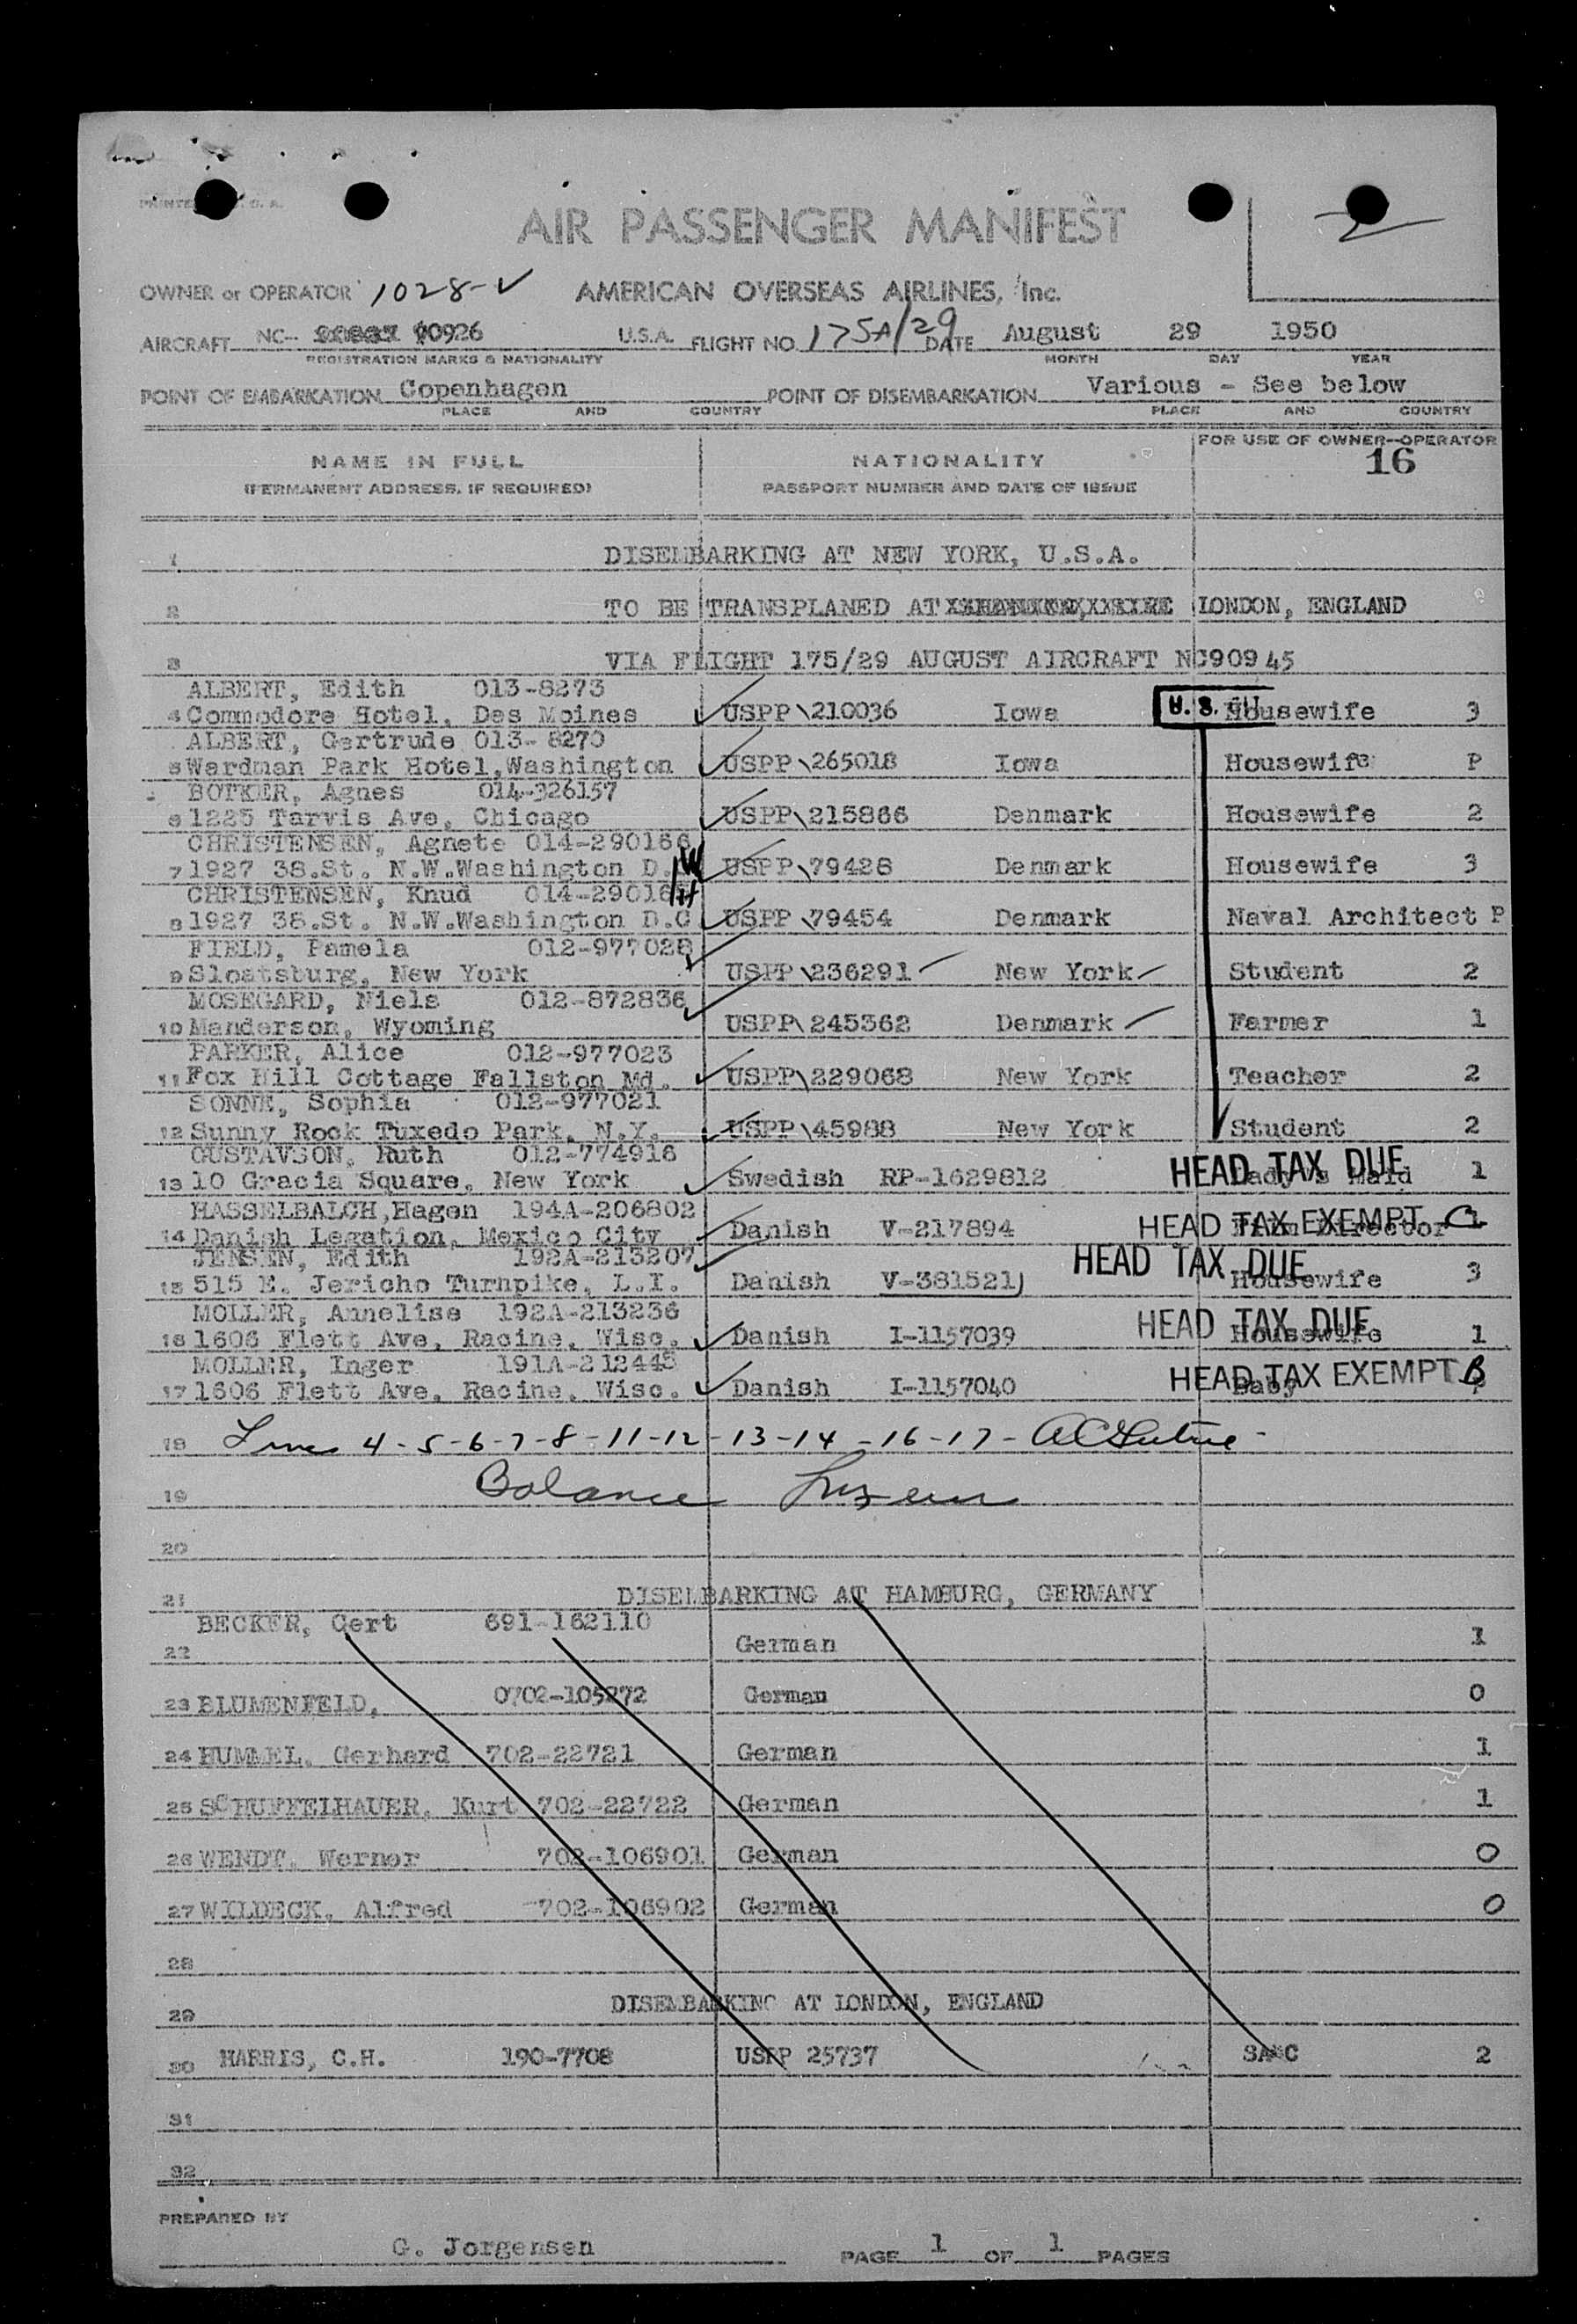 AIR PASSENGER MANIFEST
OWNER or OPERATOR 1028-V AMERICAN OVERSEAS AIRLINES, Inc.
AIRCRAFT NC- 90926 U.S.A. FLIGHT NO 175A/29 DATE August 29 1950
REGISTRATION MARKS & NATIONALITY MONTH DAY YEAR
POINT OF EMBARKATION Copenhagen POINT OF DISEMBARKATION Various - See below
PLACE AND COUNTRY PLACE AND COUNTRY
FOR USE OF OWNER-OPERATOR
NAME IN FULL NATIONALITY 16
(PERMANENT ADDRESS, IF REQUIRED) PASSPORT NUMBER AND DATE OF ISSUE
1 DISEMBARKING AT NEW YORK, U.S.A.
2 TO BE TRANSPLANED AT LONDON, ENGLAND
3 VIA FLIGHT 175/29 AUGUST AIRCRAFT NC90945
ALBERT, Edith 013-8273
4 Commodore Hotel, Des Moines USPP 210036 Iowa Housewife 3
ALBERT, Gertrude 013-8270
5 Wardman Park Hotel, Washington USPP 265018 Iowa Housewife P
BOTKER, Agnes 014-326157
6 1225 Tarvis Ave, Chicago USPP 215866 Denmark Housewife 2
CHRISTENSEN, Agnete 014-290166
7 1927 38.St. N.W.Washington D. W USPP 79428 Denmark Housewife 3
CHRISTENSEN, Knud 014-29016 H
8 1927 38.St. N.W.Washington D.C USPP 79454 Denmark Naval Architect P
FIELD, Pamela 012-977028
9 Sloatsburg, New York USPP 236291 New York Student 2
MOSEGARD, Niels 012-872836
10 Manderson, Wyoming USPP 245362 Denmark Farmer 1
PARKER, Alice 012-977023
11 Fox Hill Cottage Fallston Md. USPP 229068 New York Teacher 2
SONNE, Sophia 012-977021
12 Sunny Rock Tuxedo Park, N.Y. USPP 45988 New York Student 2
GUSTAVSON, Ruth 012-774918
13 10 Gracia Square, New York Swedish RP-1629812 HEAD TAX DUE Lady's Maid 1
HASSELBALCH, Hagen 194A-206802
14 Danish Legation, Mexico City Danish V-217894 HEAD TAX EXEMPT C Film Director 1
JENSEN, Edith 192A-213207
15 515 E. Jericho Turnpike, L.I. Danish V-381521 HEAD TAX DUE Housewife 3
MOLLER, Annelise 192A-213236
16 1606 Flett Ave, Racine, Wisc. Danish I-1157039 HEAD TAX DUE Housewife 1
MOLLER, Inger 191A-212445
17 1606 Flett Ave, Racine, Wisc. Danish I-1157040 HEAD TAX EXEMPT B Baby
18 Lines 4-5-6-7-8-11-12-13-14-16-17-
19 Balance
20
21 DISEMBARKING AT HAMBURG, GERMANY
BECKER, Gert 691-162110
22 German 1
23 BLUMENFELD, 0702-105272 German 0
24 HUMMEL, Gerhard 702-22721 German 1
25 SCHUFFELHAUER, Kurt 702-22722 German 1
26 WENDT, Werner 702-106901 German 0
27 WILDECK, Alfred 702-106902 German 0
28
29 DISEMBARKING AT LONDON, ENGLAND
30 HARRIS, C.H. 190-7708 USPP 25737 2
31
32
PREPARED BY
G. Jorgensen PAGE 1 OF 1 PAGES